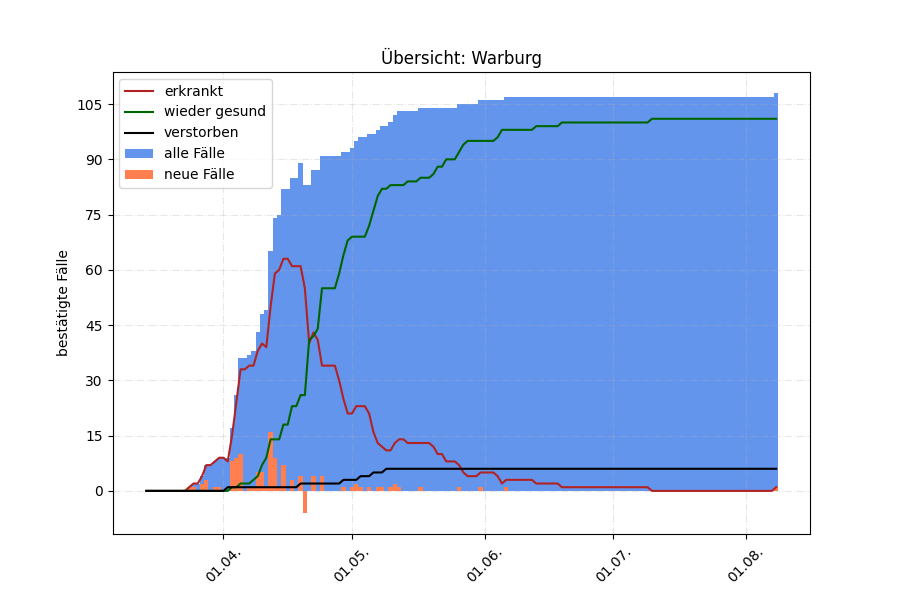 Übersicht: Warburg
erkrankt
wieder gesund
verstorben
alle Fälle
neue Fälle
bestätigte Fälle
105
90
75
60
45
30
15
0
01.04.
01.05.
01.06.
01.07.
01.08.